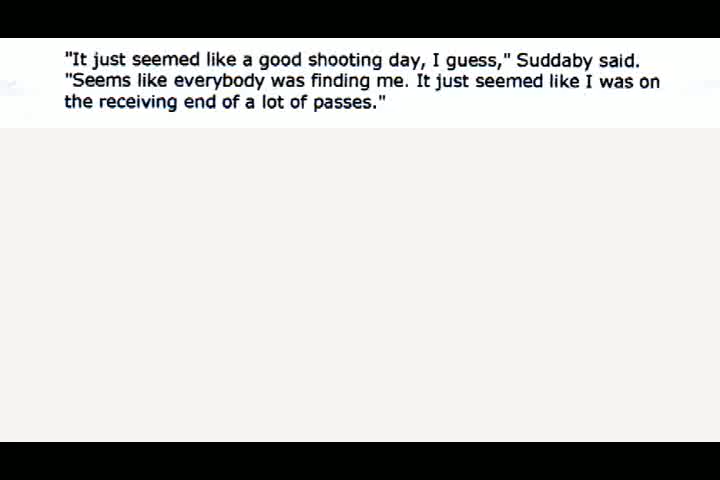 "It just seemed like a good shooting day, I guess," Suddaby said.
"Seems like everybody was finding me. It just seemed like I was on
the receiving end of a lot of passes."